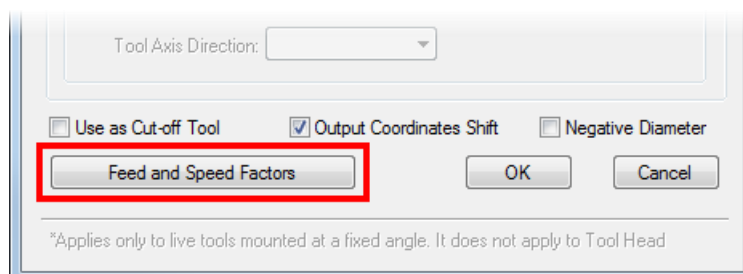 Tool Axis Direction:
Use as Cut-off Tool Output Coordinates Shift Negative Diameter
Feed and Speed Factors OK Cancel
*Applies only to live tools mounted at a fixed angle. It does not apply to Tool Head